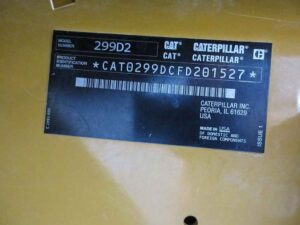 MODEL NUMBER 299D2 CAT CATERPILLAR
CAT CATERPILLAR
PRODUCT IDENTIFICATION NUMBER
*CAT0299DCFD201527*
CATERPILLAR INC.
PEORIA, IL 61629
USA
MADE IN USA
OF DOMESTIC AND
FOREIGN COMPONENTS
ISSUE 1